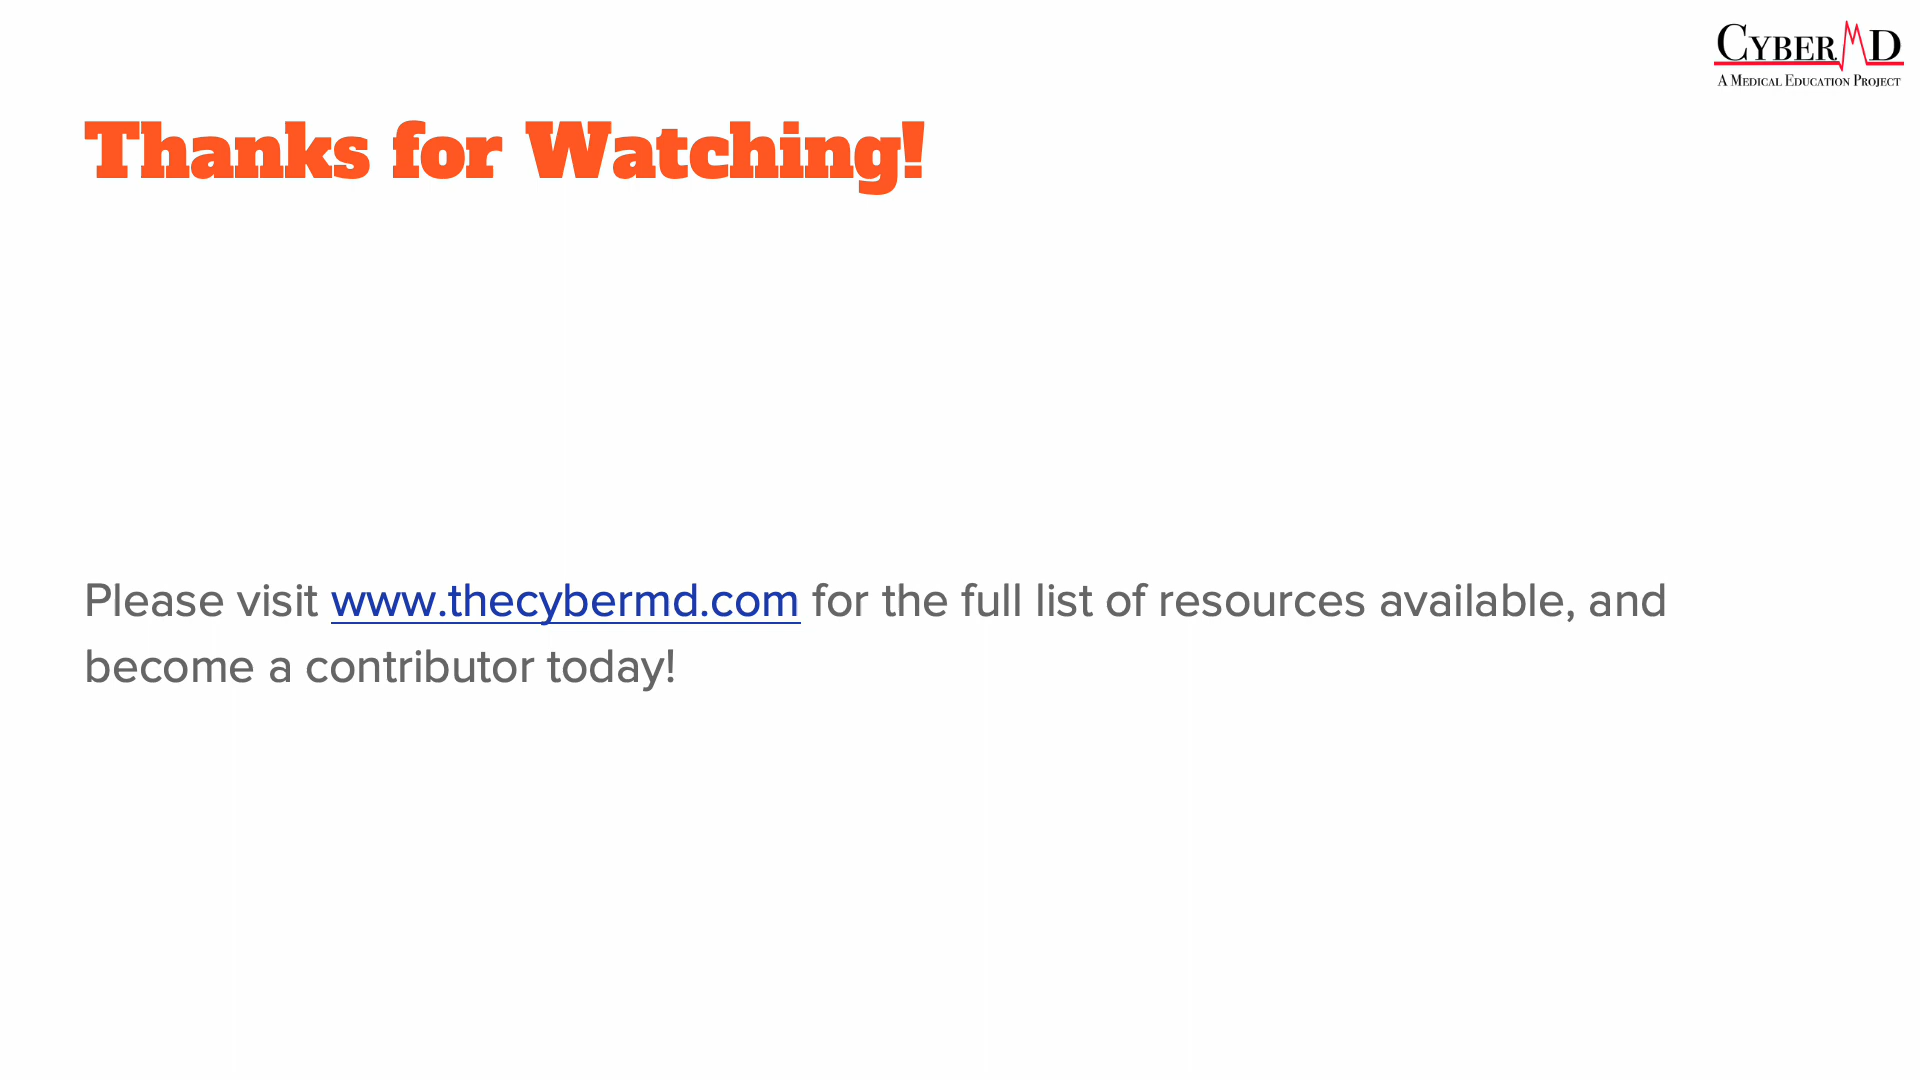 CYBERMD
A MEDICAL EDUCATION PROJECT
Thanks for Watching!
Please visit www.thecybermd.com for the full list of resources available, and
become a contributor today!